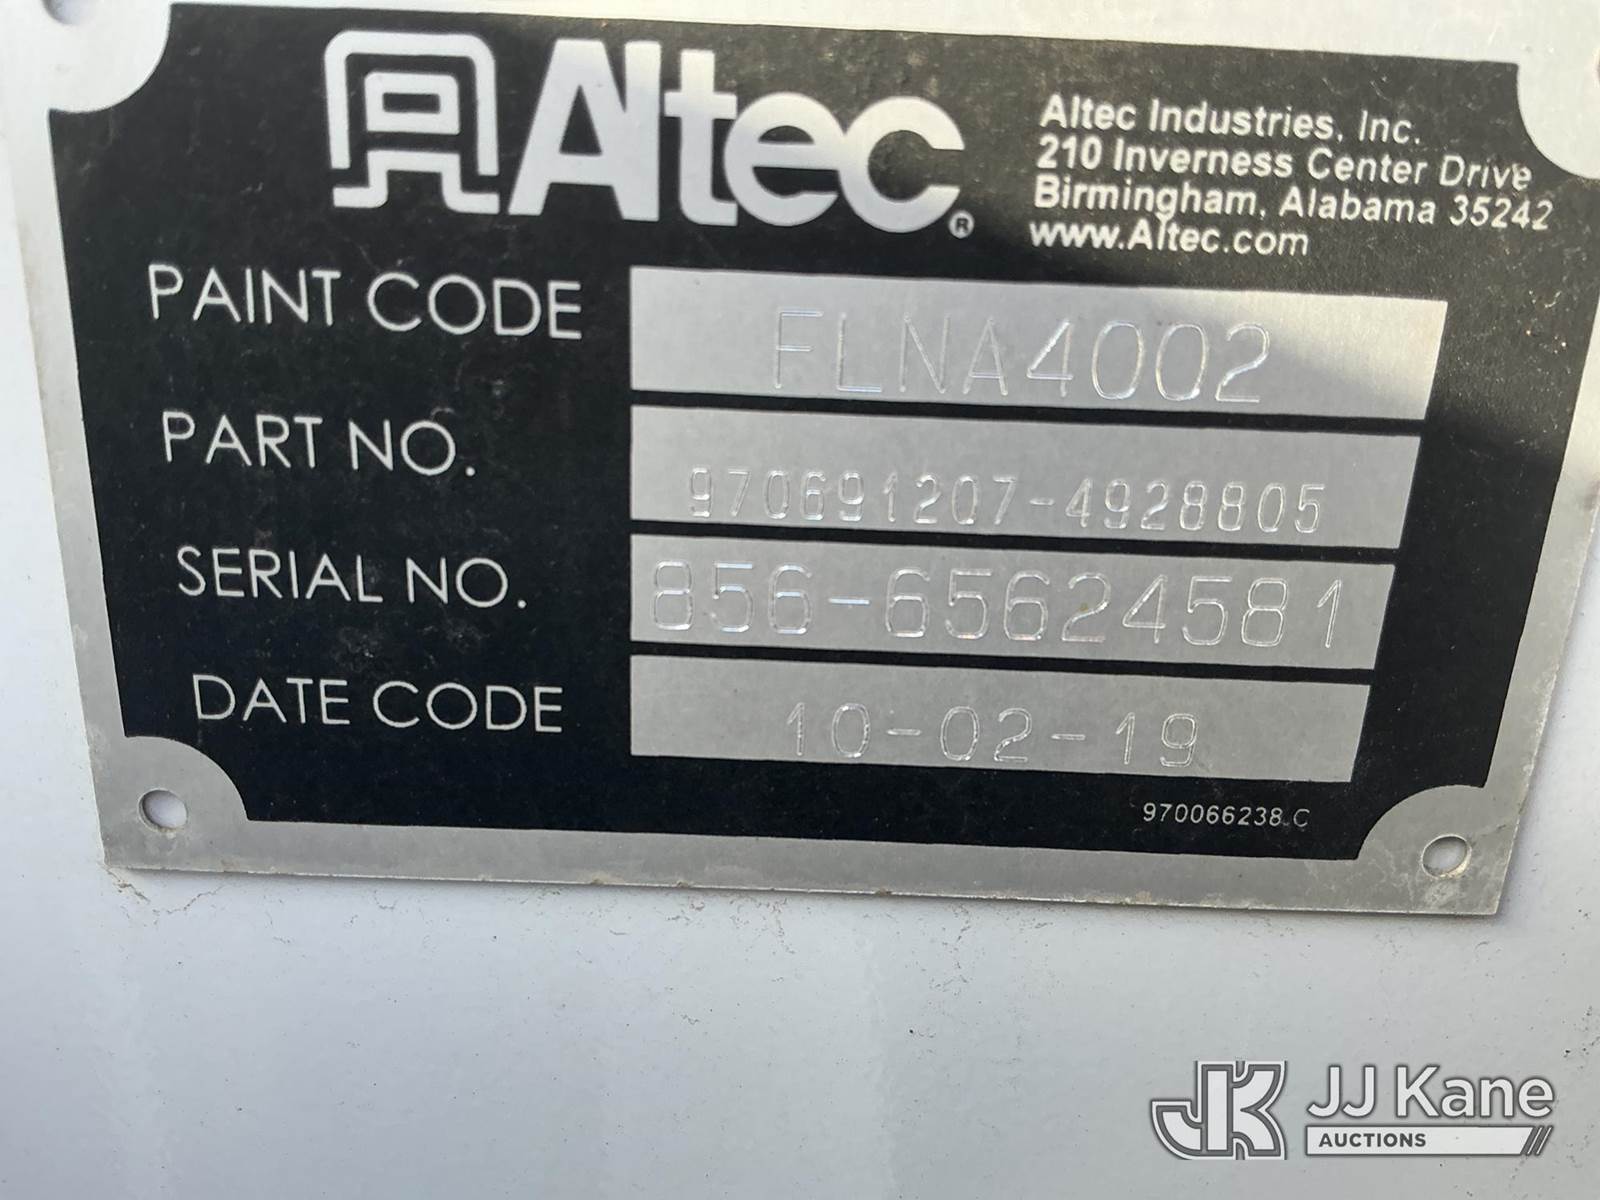 Altec®
Altec Industries, Inc.
210 Inverness Center Drive
Birmingham, Alabama 35242
www.Altec.com
PAINT CODE FLNA4002
PART NO. 970691207-4928805
SERIAL NO. 856-65624581
DATE CODE 10-02-19
970066238.C
JK JJ Kane
AUCTIONS